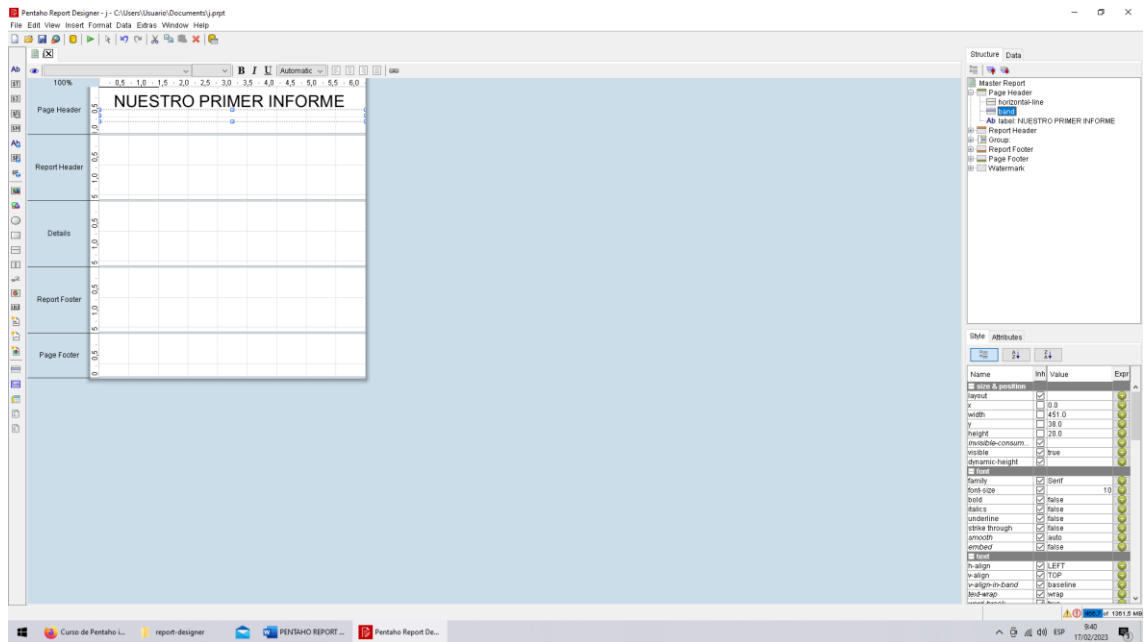 Pentaho Report Designer - j - C:\Users\Usuario\Documents\j.prpt
File Edit View Insert Format Data Extras Window Help
Structure Data
B I U Automatic
100%
0,5 1,0 1,5 2,0 2,5 3,0 3,5 4,0 4,5 5,0 5,5 6,0
Page Header
NUESTRO PRIMER INFORME
Report Header
Details
Report Footer
Page Footer
Master Report
Page Header
horizontal-line
band
Ab label: NUESTRO PRIMER INFORME
Report Header
Group:
Report Footer
Page Footer
Watermark
Style Attributes
Name Inh Value Expr
size & position
layout
x 0.0
width 451.0
y 38.0
height 20.0
invisible-consum...
visible true
dynamic-height
font
family Serif
font-size 10
bold false
italics false
underline false
strike through false
smooth auto
embed false
text
h-align LEFT
v-align TOP
v-align-in-band baseline
text-wrap wrap
of 1361,5 MB
Curso de Pentaho i... report-designer PENTAHO REPORT ... Pentaho Report De...
ESP
9:40
17/02/2023